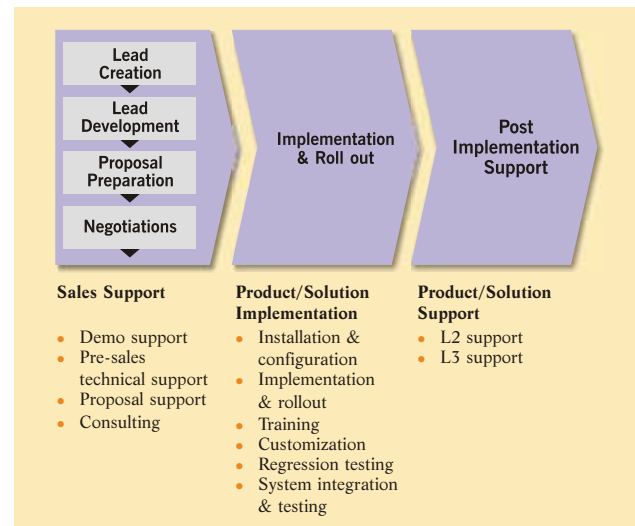 Lead
Creation
Lead
Development
Proposal
Preparation
Negotiations
Implementation
& Roll out
Post
Implementation
Support
Sales Support
• Demo support
• Pre-sales
technical support
• Proposal support
• Consulting
Product/Solution
Implementation
• Installation &
configuration
• Implementation
& rollout
• Training
• Customization
• Regression testing
• System integration
& testing
Product/Solution
Support
• L2 support
• L3 support